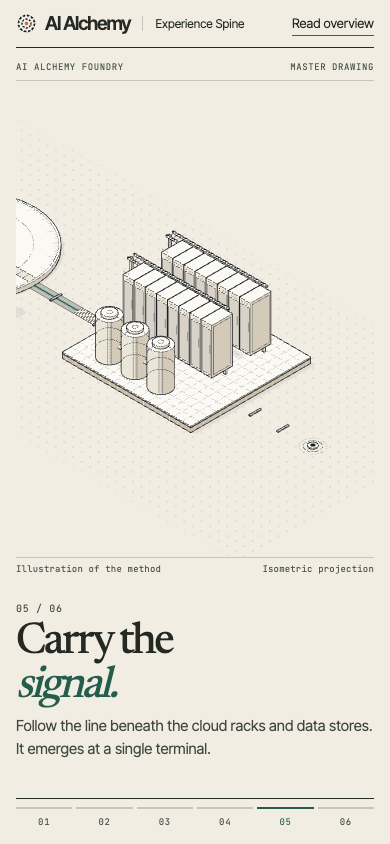 AI Alchemy
Experience Spine
Read overview
AI ALCHEMY FOUNDRY
MASTER DRAWING
Illustration of the method
Isometric projection
05 / 06
Carry the
signal.
Follow the line beneath the cloud racks and data stores.
It emerges at a single terminal.
01
02
03
04
05
06